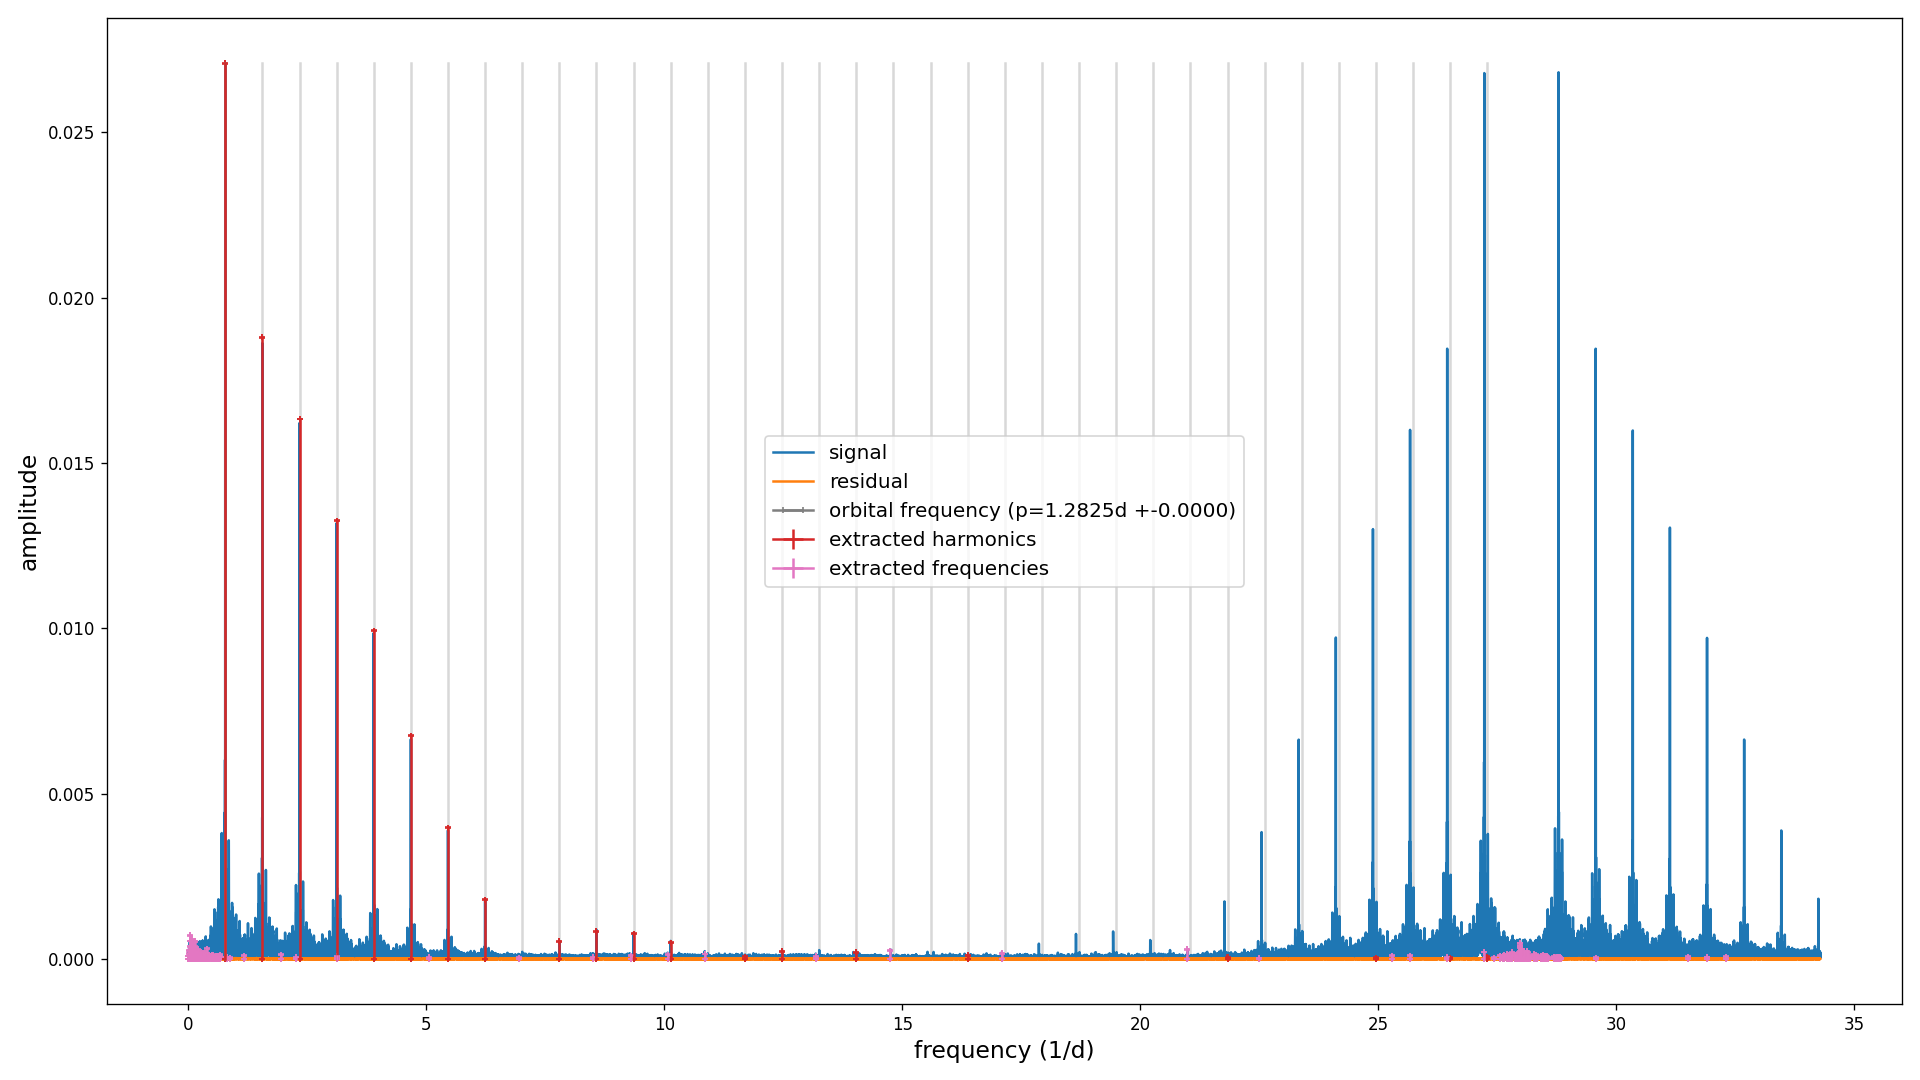 0.025
0.020
0.015
0.010
0.005
0.000
amplitude
signal
residual
orbital frequency (p=1.2825d +-0.0000)
extracted harmonics
extracted frequencies
0 5 10 15 20 25 30 35
frequency (1/d)